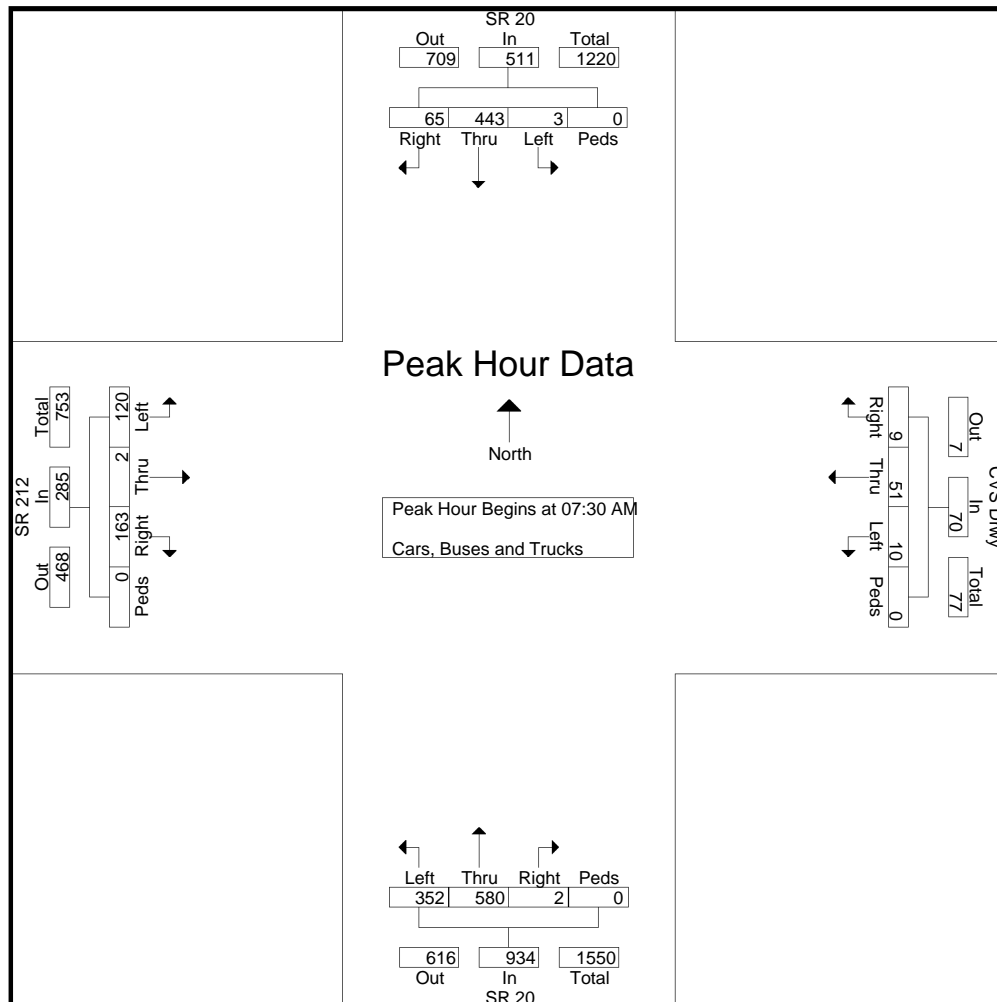 SR 20
Out In Total
709 511 1220
65 443 3 0
Right Thru Left Peds
Peak Hour Data
North
Peak Hour Begins at 07:30 AM
Cars, Buses and Trucks
SR 212
Total In Out
753 285 468
120 2 163 0
Left Thru Right Peds
Right Thru Left Peds
9 51 10 0
Out In Total
7 70 77
CVS Drwy
Left Thru Right Peds
352 580 2 0
616 934 1550
Out In Total
SR 20